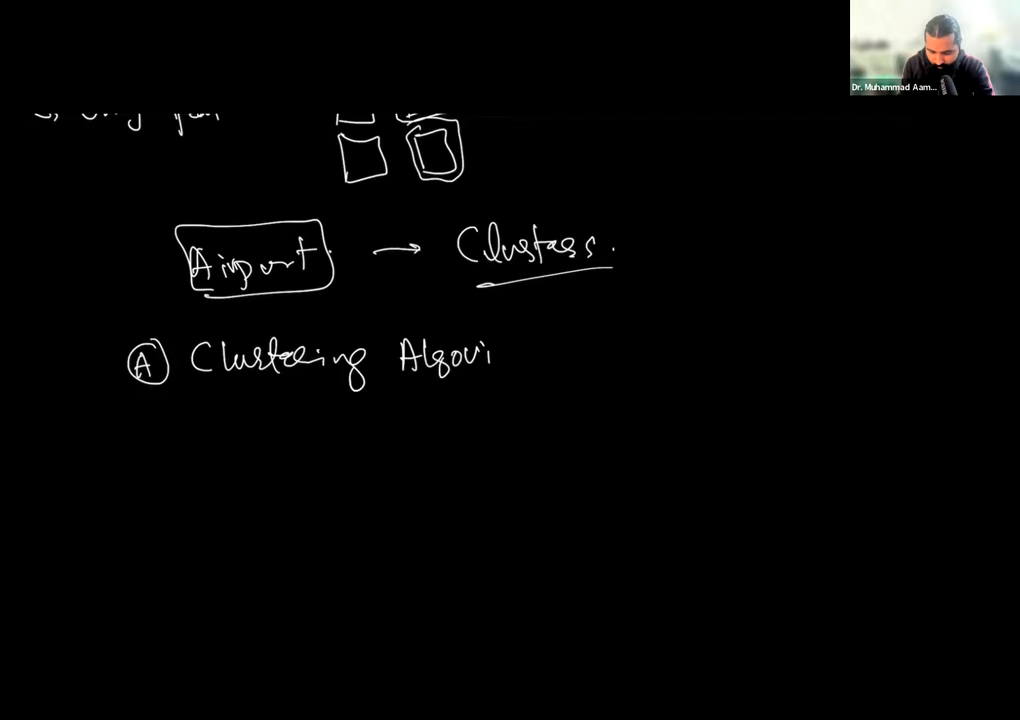 Dr. Muhammad Aam...
Airport → Clusters.
A Clustering Algori